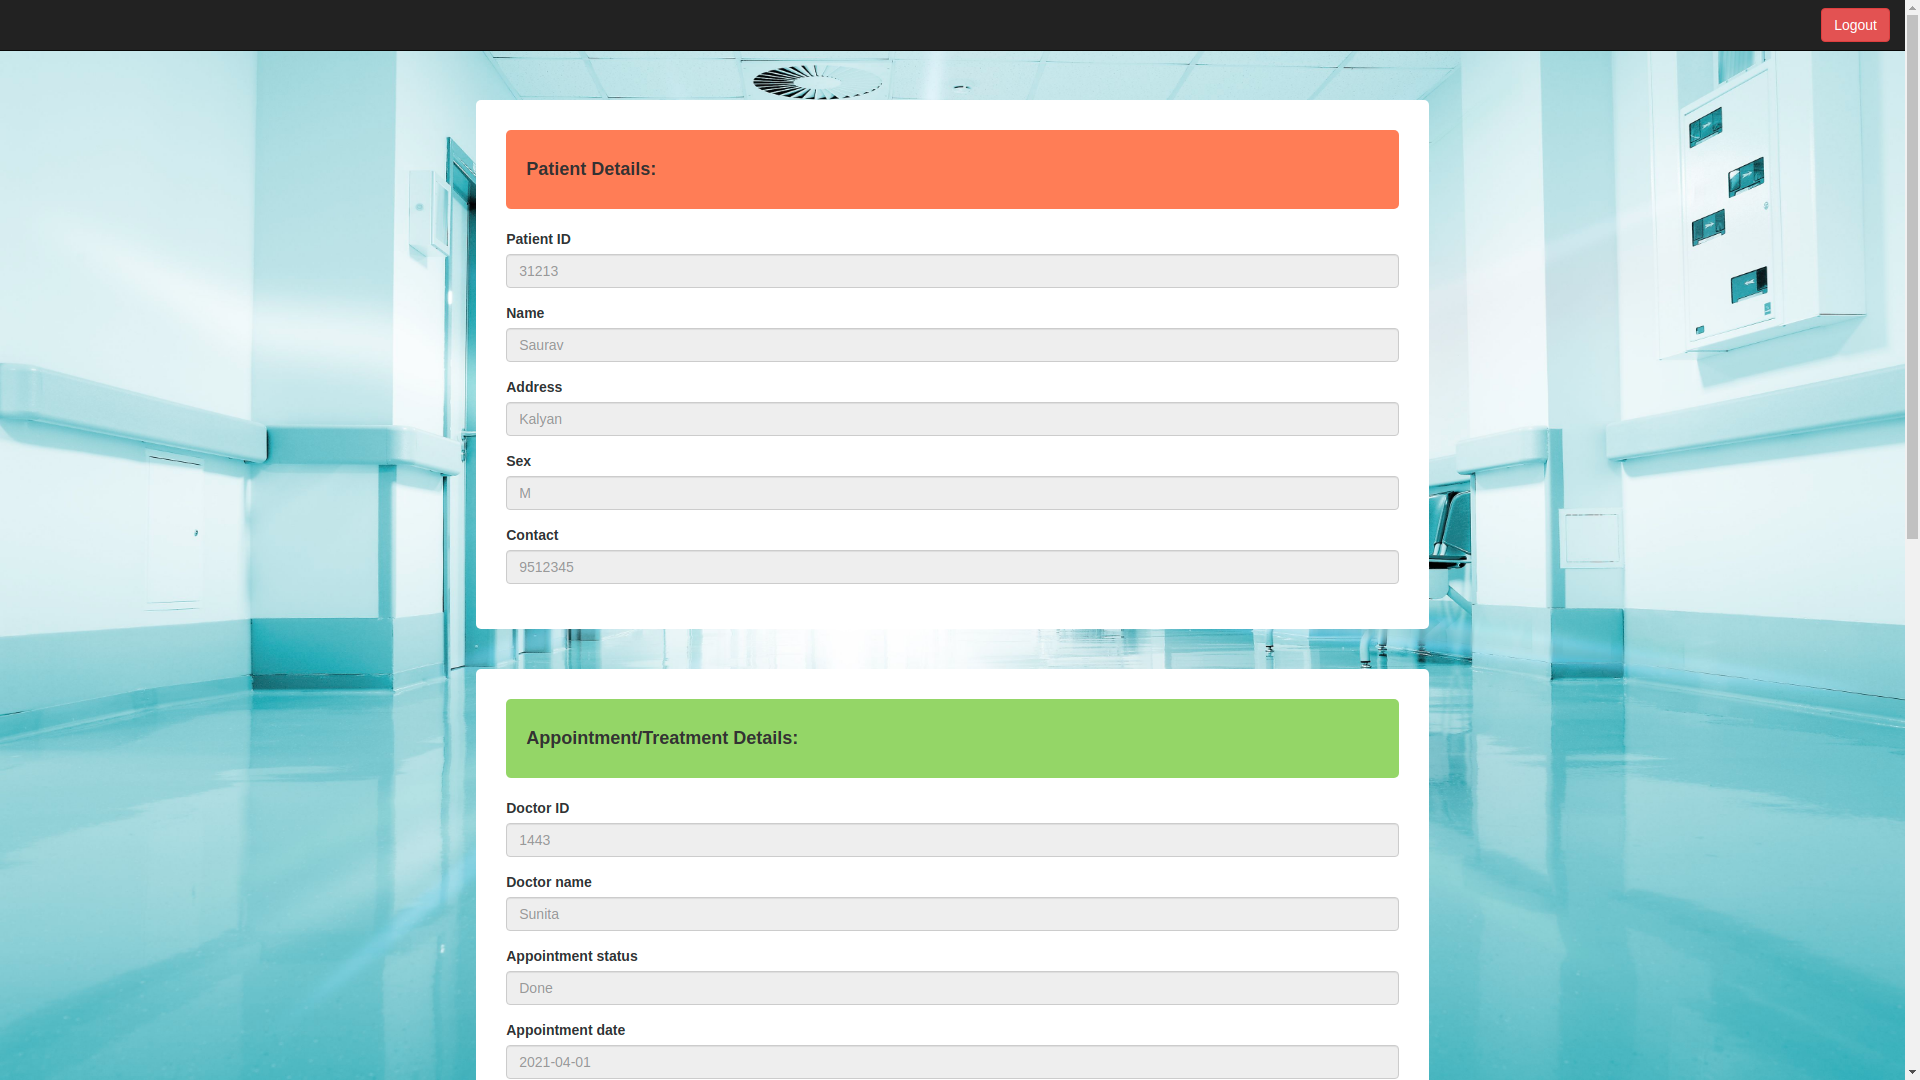 Logout
Patient Details:
Patient ID
31213
Name
Saurav
Address
Kalyan
Sex
M
Contact
9512345
Appointment/Treatment Details:
Doctor ID
1443
Doctor name
Sunita
Appointment status
Done
Appointment date
2021-04-01